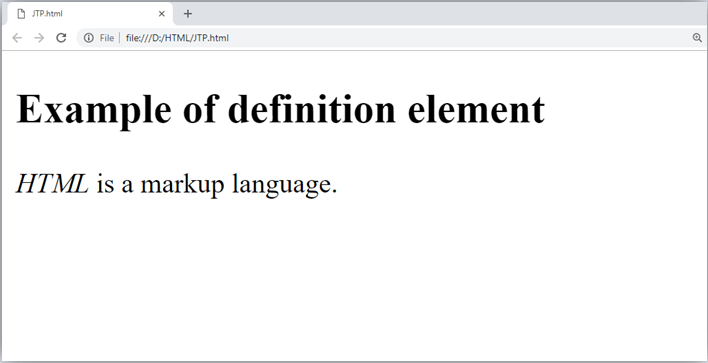 JTP.html
File file:///D:/HTML/JTP.html
Example of definition element
HTML is a markup language.